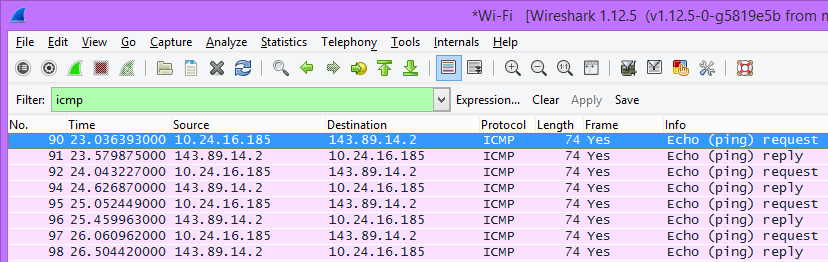 *Wi-Fi [Wireshark 1.12.5 (v1.12.5-0-g5819e5b from m
File Edit View Go Capture Analyze Statistics Telephony Tools Internals Help
Filter: icmp Expression... Clear Apply Save
No. Time Source Destination Protocol Length Frame Info
90 23.036393000 10.24.16.185 143.89.14.2 ICMP 74 Yes Echo (ping) request
91 23.579875000 143.89.14.2 10.24.16.185 ICMP 74 Yes Echo (ping) reply
92 24.043227000 10.24.16.185 143.89.14.2 ICMP 74 Yes Echo (ping) request
94 24.626870000 143.89.14.2 10.24.16.185 ICMP 74 Yes Echo (ping) reply
95 25.052449000 10.24.16.185 143.89.14.2 ICMP 74 Yes Echo (ping) request
96 25.459963000 143.89.14.2 10.24.16.185 ICMP 74 Yes Echo (ping) reply
97 26.060962000 10.24.16.185 143.89.14.2 ICMP 74 Yes Echo (ping) request
98 26.504420000 143.89.14.2 10.24.16.185 ICMP 74 Yes Echo (ping) reply